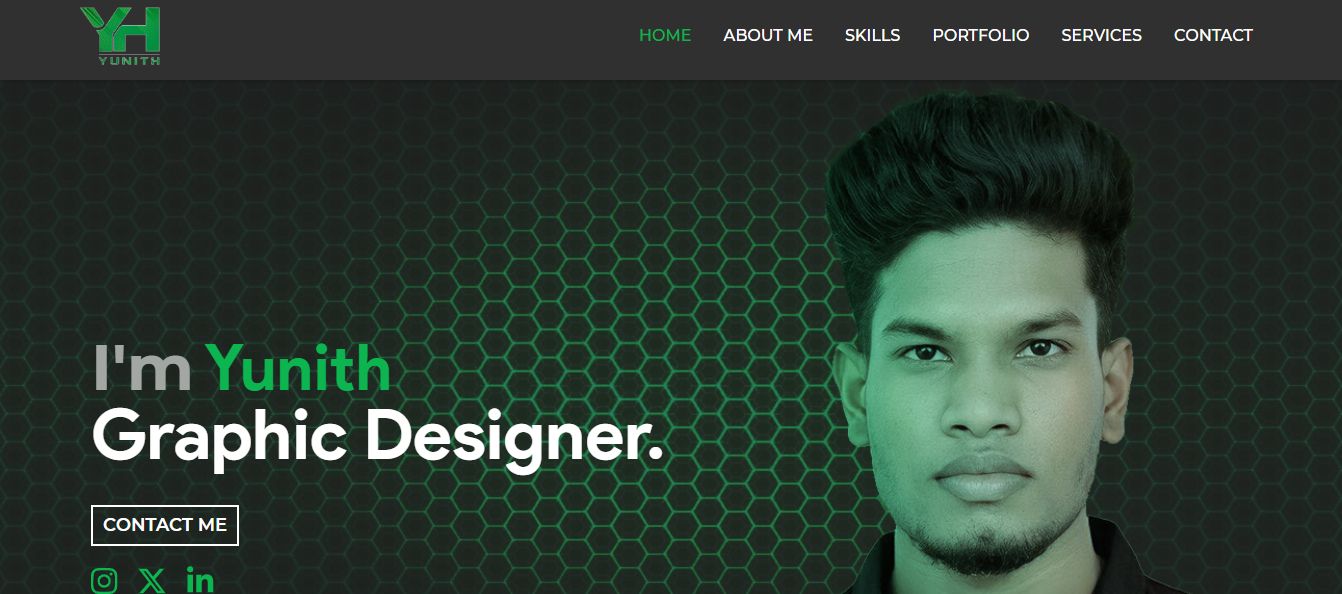 YH
YUNITH
HOME ABOUT ME SKILLS PORTFOLIO SERVICES CONTACT
I'm Yunith
Graphic Designer.
CONTACT ME